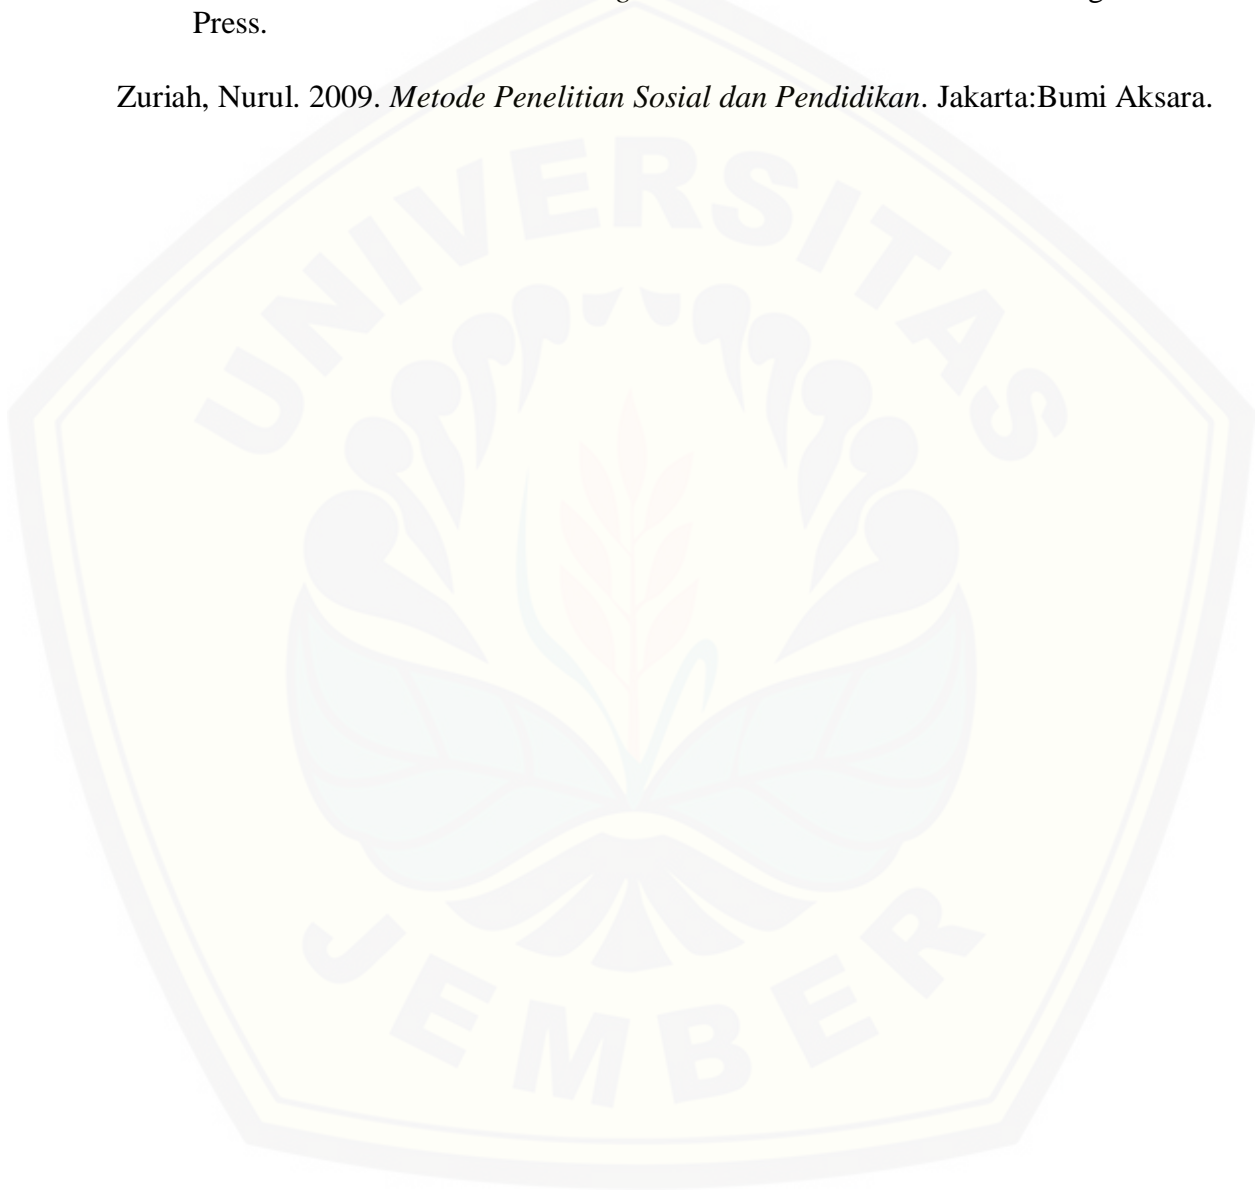 Press.
Zuriah, Nurul. 2009. Metode Penelitian Sosial dan Pendidikan. Jakarta:Bumi Aksara.
UNIVERSITAS
JEMBER